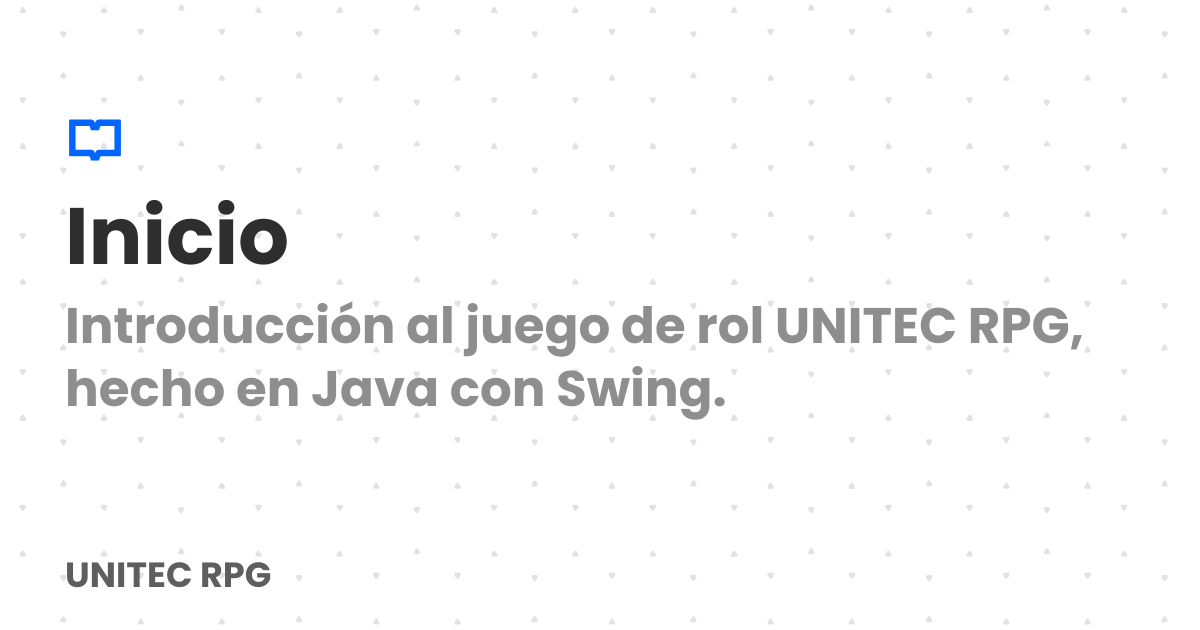 Inicio
Introducción al juego de rol UNITEC RPG,
hecho en Java con Swing.
UNITEC RPG